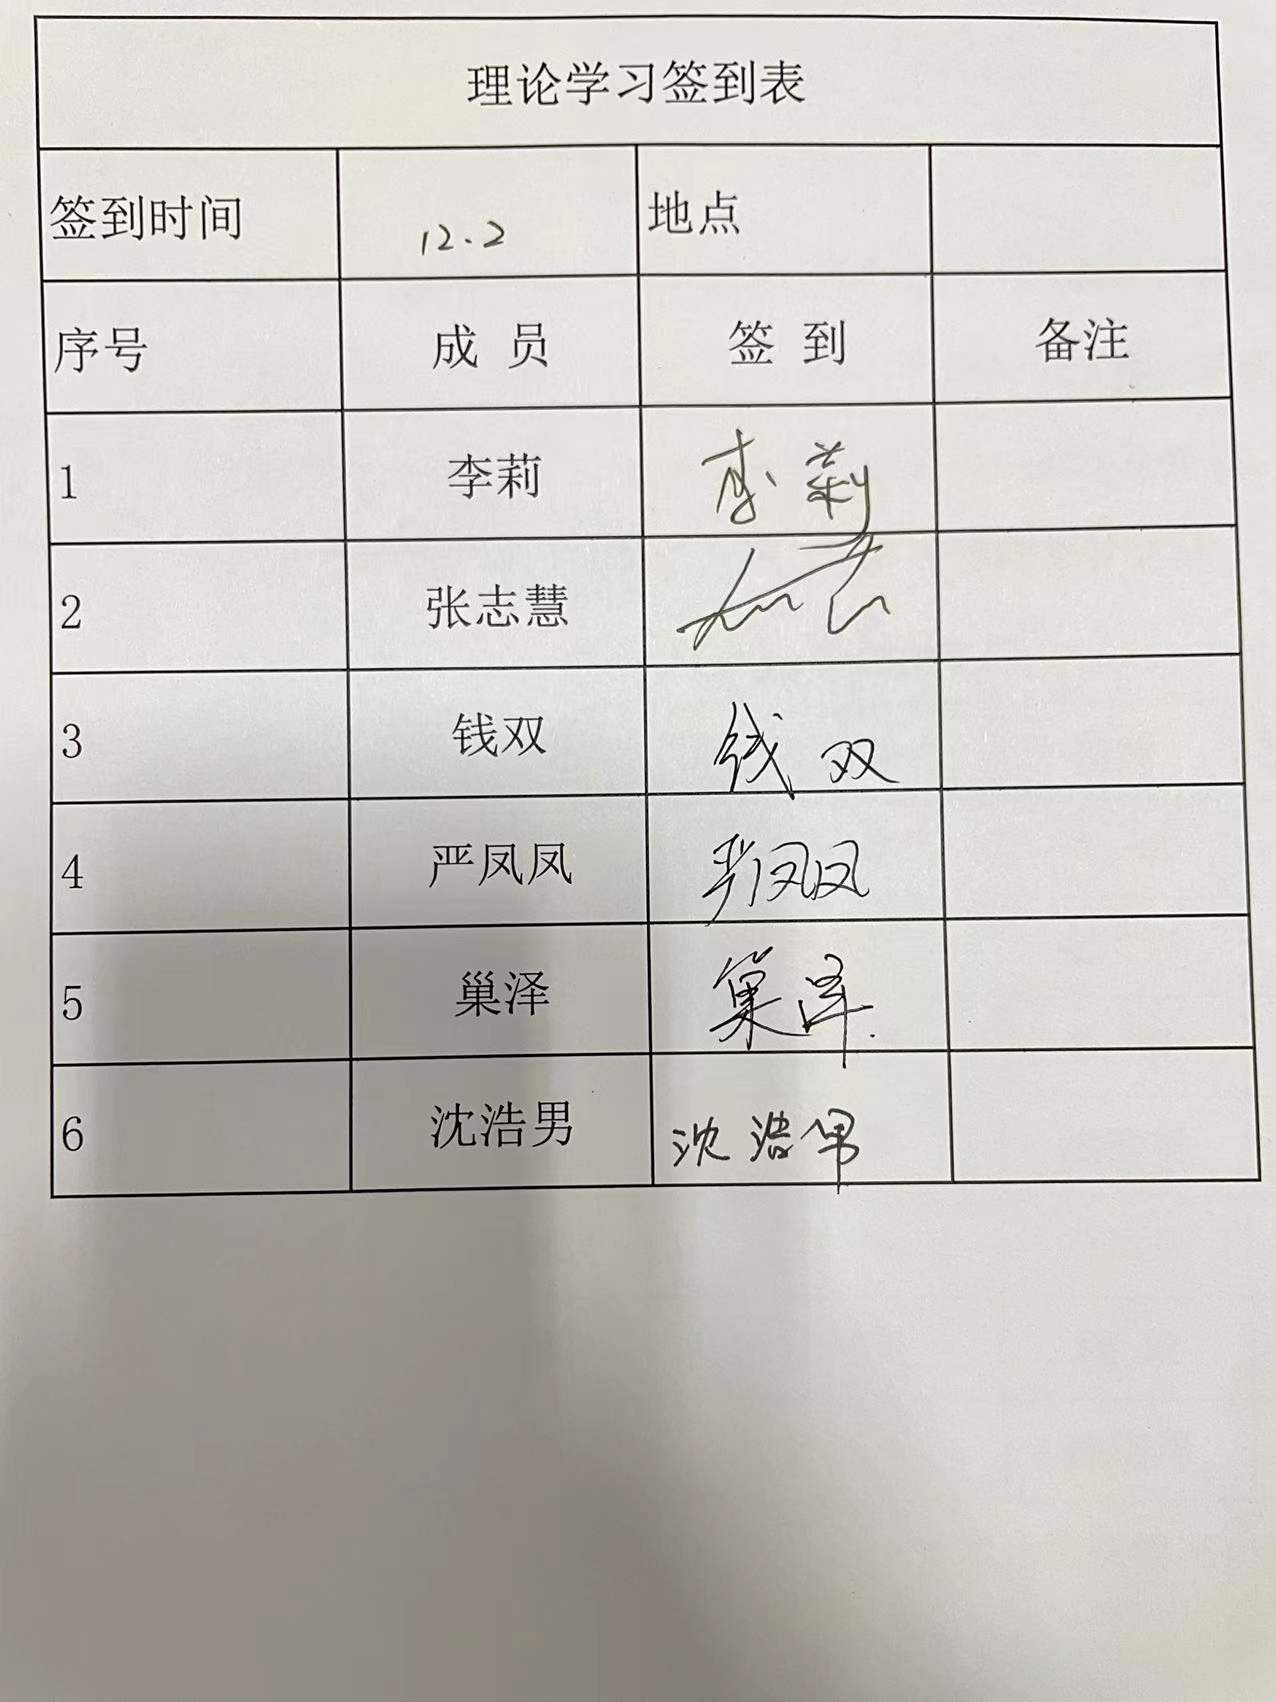 理论学习签到表
签到时间 12.2 地点
序号 成 员 签 到 备注
1 李莉 李莉
2 张志慧
3 钱双 钱双
4 严凤凤 严凤凤
5 巢泽 巢泽
6 沈浩男 沈浩男